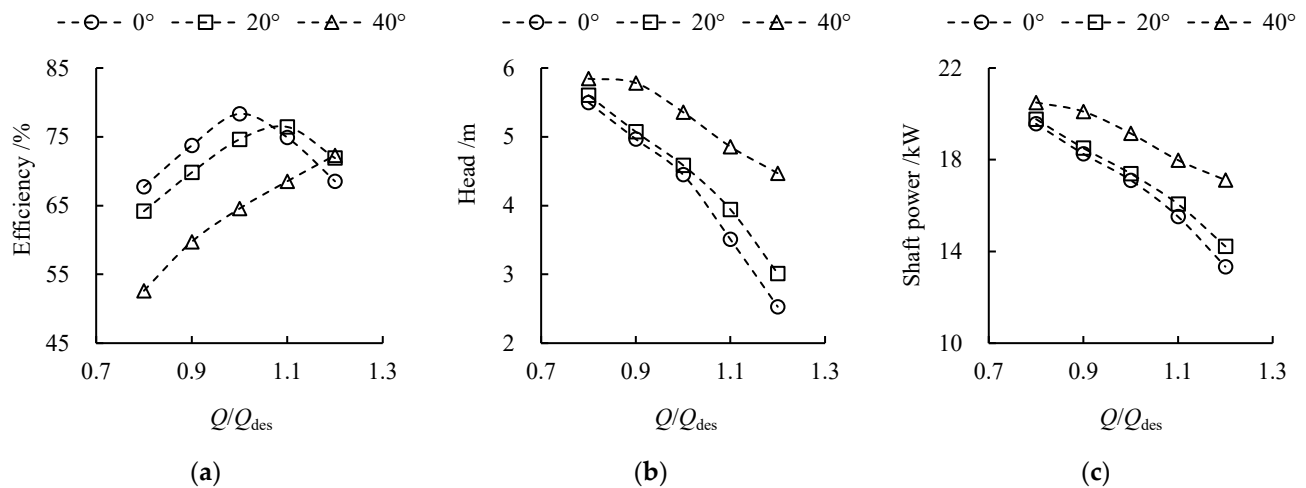 0° 20° 40°
Efficiency /%
85
75
65
55
45
0.7 0.9 1.1 1.3
Q/Qdes
(a)
0° 20° 40°
Head /m
6
5
4
3
2
0.7 0.9 1.1 1.3
Q/Qdes
(b)
0° 20° 40°
Shaft power /kW
22
18
14
10
0.7 0.9 1.1 1.3
Q/Qdes
(c)